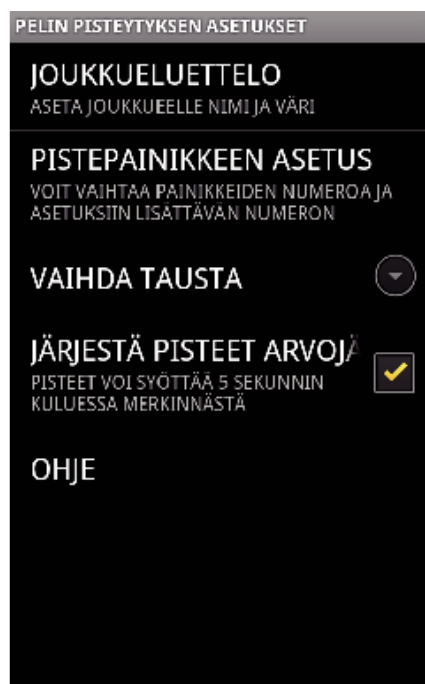 PELIN PISTEYTYKSEN ASETUKSET
JOUKKUELUETTELO
ASETA JOUKKUEELLE NIMI JA VÄRI
PISTEPAINIKKEEN ASETUS
VOIT VAIHTAA PAINIKKEIDEN NUMEROA JA
ASETUKSIIN LISÄTTÄVÄN NUMERON
VAIHDA TAUSTA
JÄRJESTÄ PISTEET ARVOJÄ
PISTEET VOI SYÖTTÄÄ 5 SEKUNNIN
KULUESSA MERKINNÄSTÄ
OHJE